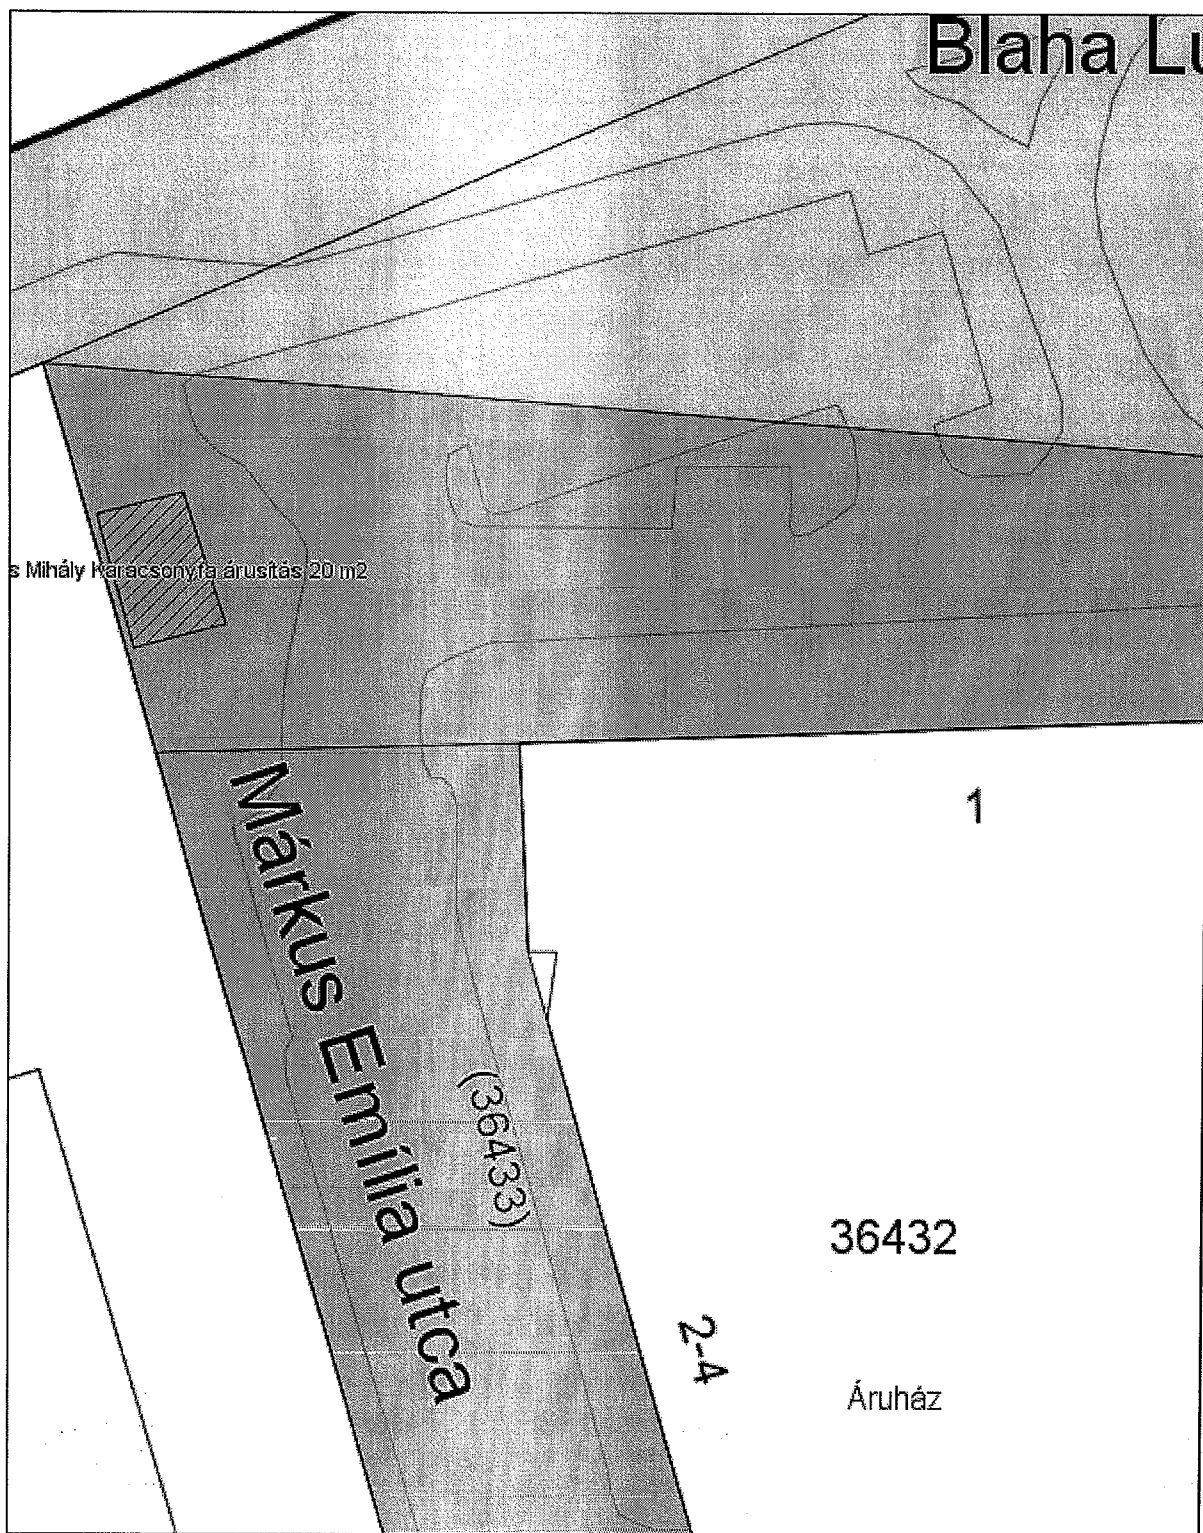 Blaha Lu
s Mihály Karácsonyfa árusítás 20 m2
1
Márkus Emília utca
(36433)
36432
2-4
Áruház